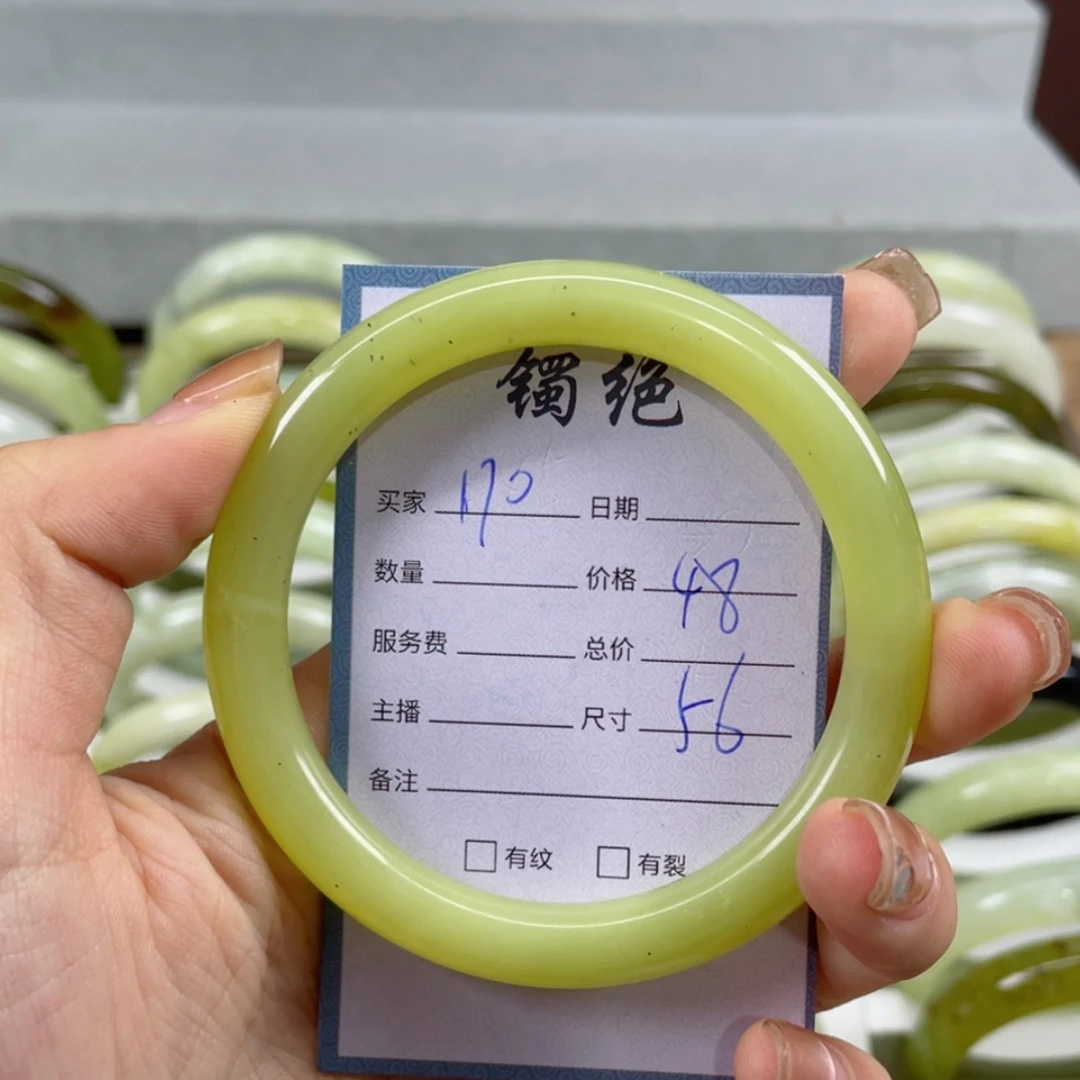 镯绝
买家 170 日期
数量 价格 48
服务费 总价
主播 尺寸 56
备注
有纹 有裂